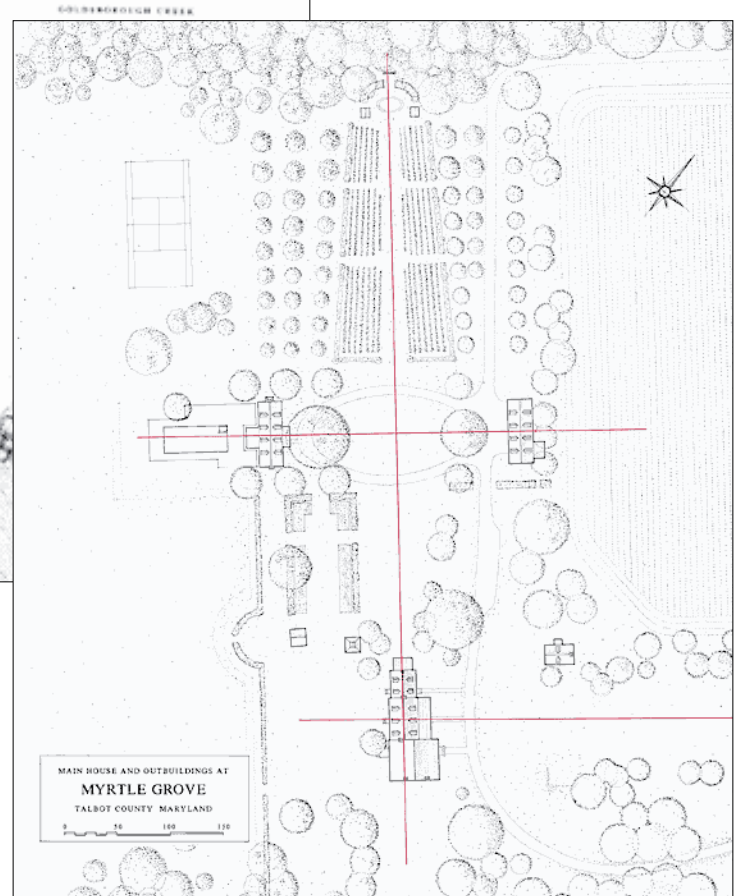 GOLDSBOROUGH CREEK
MAIN HOUSE AND OUTBUILDINGS AT
MYRTLE GROVE
TALBOT COUNTY MARYLAND
0 50 100 150